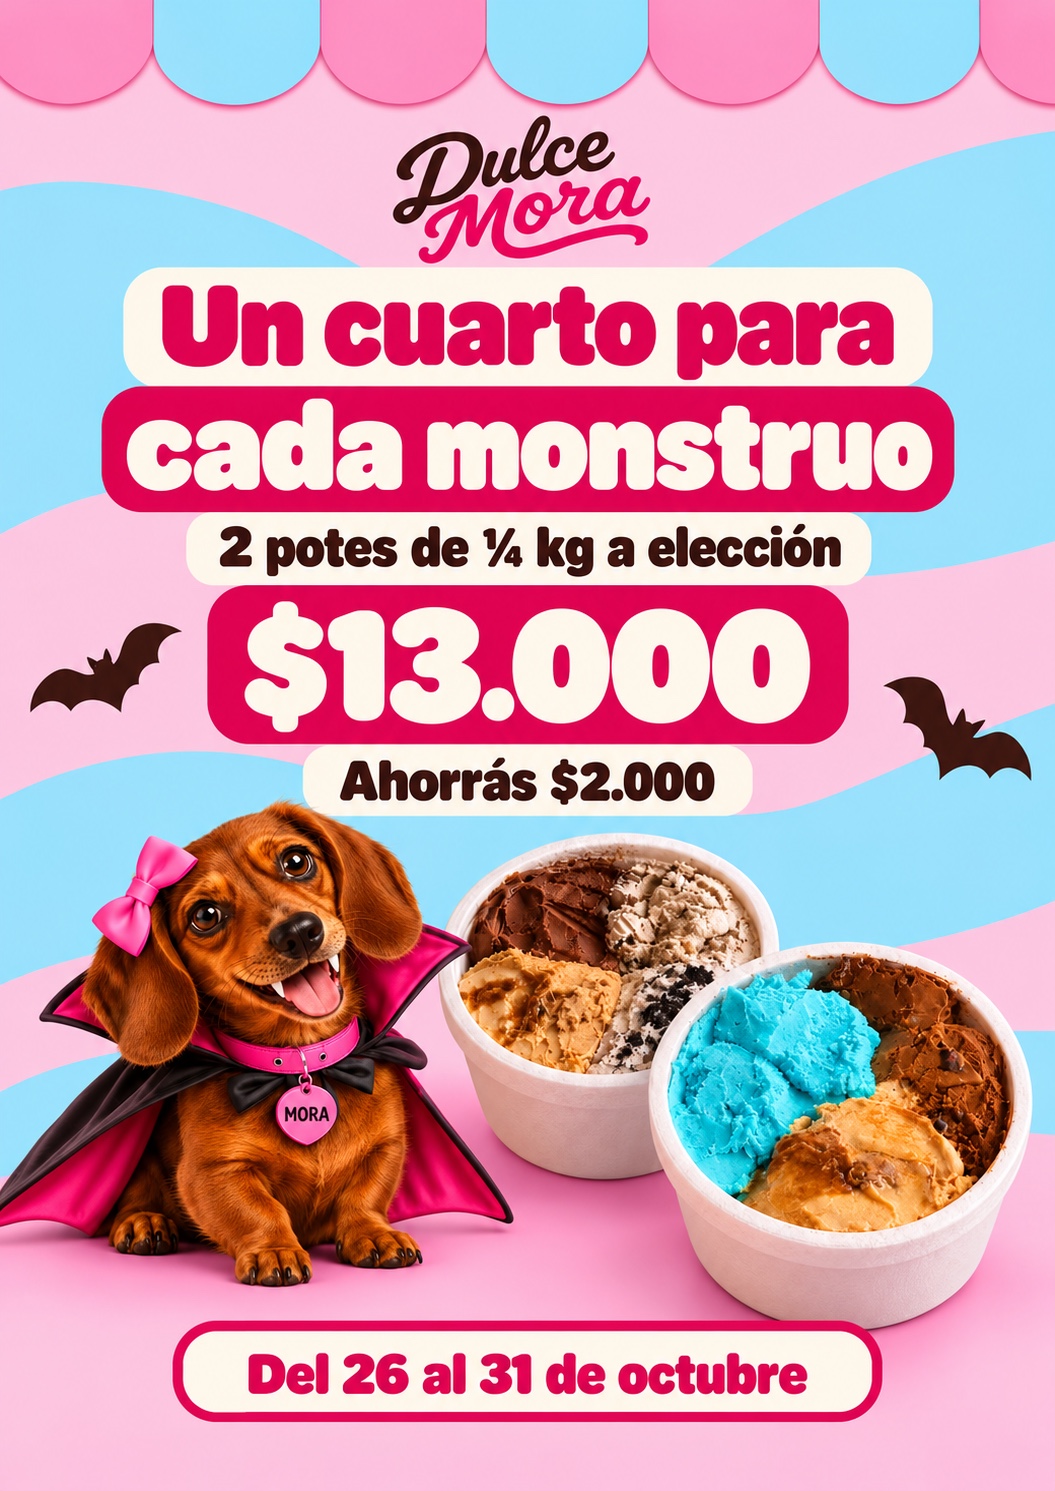 Dulce
Mora
Un cuarto para
cada monstruo
2 potes de ¼ kg a elección
$13.000
Ahorrás $2.000
MORA
Del 26 al 31 de octubre